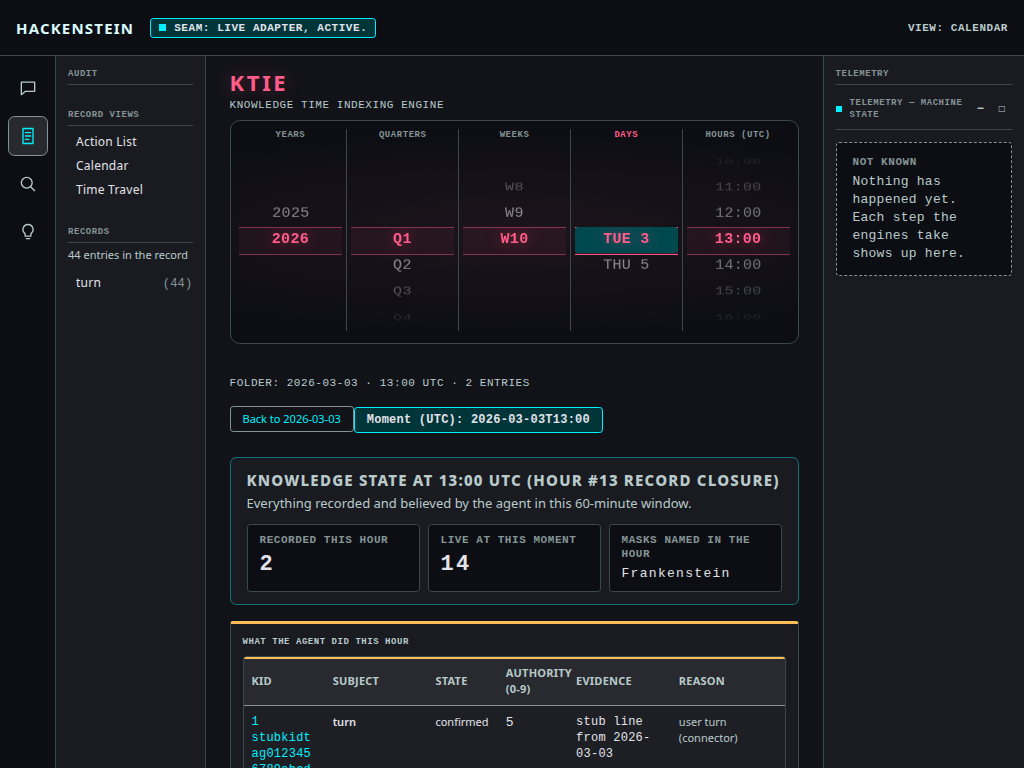 HACKENSTEIN
SEAM: LIVE ADAPTER, ACTIVE.
VIEW: CALENDAR
AUDIT
RECORD VIEWS
Action List
Calendar
Time Travel
RECORDS
44 entries in the record
turn (44)
KTIE
KNOWLEDGE TIME INDEXING ENGINE
YEARS QUARTERS WEEKS DAYS HOURS (UTC)
W8 11:00
2025 W9 12:00
2026 Q1 W10 TUE 3 13:00
Q2 THU 5 14:00
Q3 15:00
Q4
FOLDER: 2026-03-03 · 13:00 UTC · 2 ENTRIES
Back to 2026-03-03
Moment (UTC): 2026-03-03T13:00
KNOWLEDGE STATE AT 13:00 UTC (HOUR #13 RECORD CLOSURE)
Everything recorded and believed by the agent in this 60-minute window.
RECORDED THIS HOUR
2
LIVE AT THIS MOMENT
14
MASKS NAMED IN THE
HOUR
Frankenstein
WHAT THE AGENT DID THIS HOUR
KID SUBJECT STATE AUTHORITY (0-9) EVIDENCE REASON
1 turn confirmed 5 stub line user turn
stubkidt from 2026- (connector)
ag012345 03-03
TELEMETRY
TELEMETRY — MACHINE
STATE
NOT KNOWN
Nothing has
happened yet.
Each step the
engines take
shows up here.